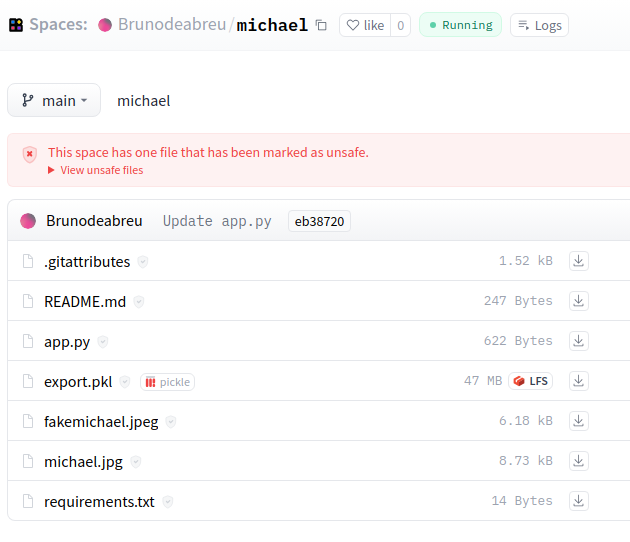 Spaces: Brunodeabreu/michael like 0 Running Logs
main michael
This space has one file that has been marked as unsafe.
View unsafe files
Brunodeabreu Update app.py eb38720
.gitattributes 1.52 kB
README.md 247 Bytes
app.py 622 Bytes
export.pkl pickle 47 MB LFS
fakemichael.jpeg 6.18 kB
michael.jpg 8.73 kB
requirements.txt 14 Bytes